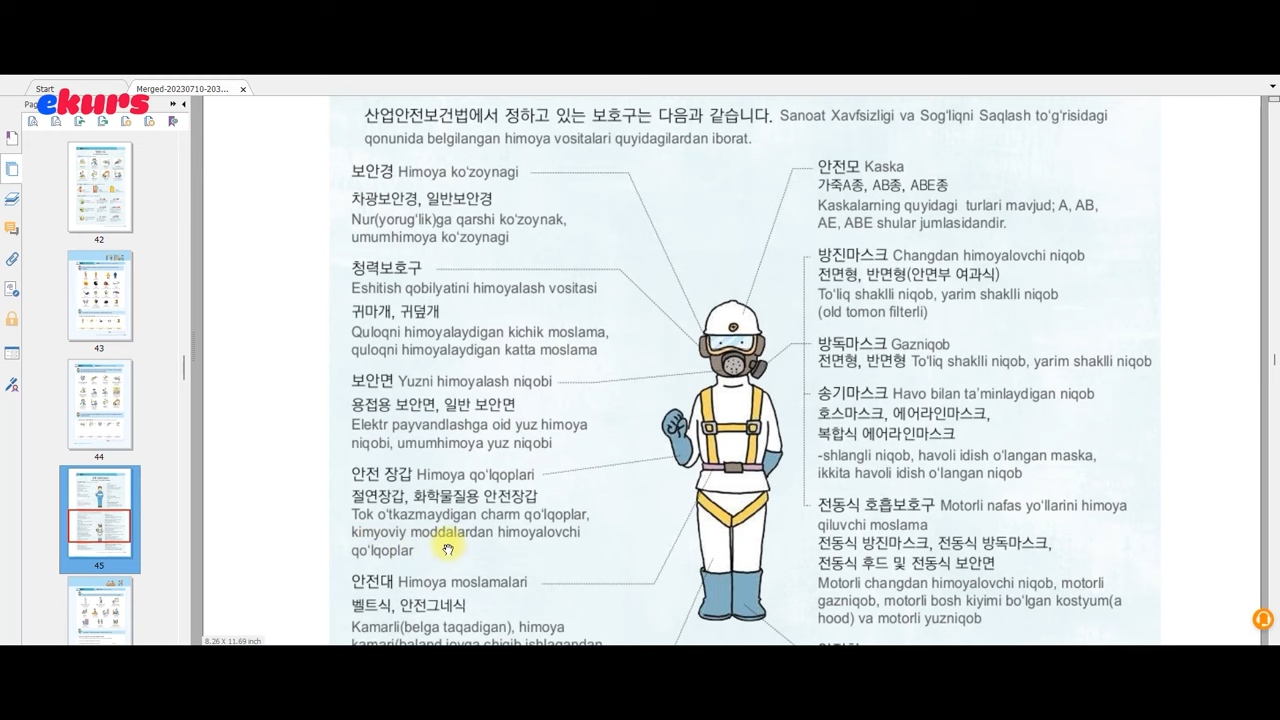 Start
Merged-20230710-203...
ekurs
산업안전보건법에서 정하고 있는 보호구는 다음과 같습니다. Sanoat Xavfsizligi va Sog'liqni Saqlash to'g'risidagi
qonunida belgilangan himoya vositalari quyidagilardan iborat.
보안경 Himoya ko'zoynagi
차광보안경, 일반보안경
Nur(yorug'lik)ga qarshi ko'zoynak,
umumhimoya ko'zoynagi
청력보호구
Eshitish qobilyatini himoyalash vositasi
귀마개, 귀덮개
Quloqni himoyalaydigan kichik moslama,
quloqni himoyalaydigan katta moslama
보안면 Yuzni himoyalash niqobi
용접용 보안면, 일반 보안면
Elektr payvandlashga oid yuz himoya
niqobi, umumhimoya yuz niqobi
안전 장갑 Himoya qo'lqoplari
절연장갑, 화학물질용 안전장갑
Tok o'tkazmaydigan charm qo'lqoplar,
kimyoviy moddalardan himoyalovchi
qo'lqoplar
안전대 Himoya moslamalari
벨트식, 안전그네식
Kamarli(belga taqadigan), himoya
kamari(baland joyga chiqib ishlagandan
안전모 Kaska
가죽A종, AB종, ABE종
Kaskalarning quyidagi turlari mavjud; A, AB,
AE, ABE shular jumlasidandir.
방진마스크 Changdan himoyalovchi niqob
전면형, 반면형(안면부 여과식)
To'liq shaklli niqob, yarim shaklli niqob
(old tomon filterli)
방독마스크 Gazniqob
전면형, 반면형 To'liq shaklli niqob, yarim shaklli niqob
송기마스크 Havo bilan ta'minlaydigan niqob
호스마스크, 에어라인마스크,
복합식 에어라인마스크
-shlangli niqob, havoli idish o'langan maska,
ikkita havoli idish o'langan niqob
전동식 호흡보호구 Motorli nafas yo'llarini himoya
qiluvchi moslama
전동식 방진마스크, 전동식 방독마스크,
전동식 후드 및 전동식 보안면
Motorli changdan himoyalovchi niqob, motorli
gazniqob, motorli bosh kiyimi bo'lgan kostyum(a
hood) va motorli yuzniqob
42
43
44
45
8.26 x 11.69 inch